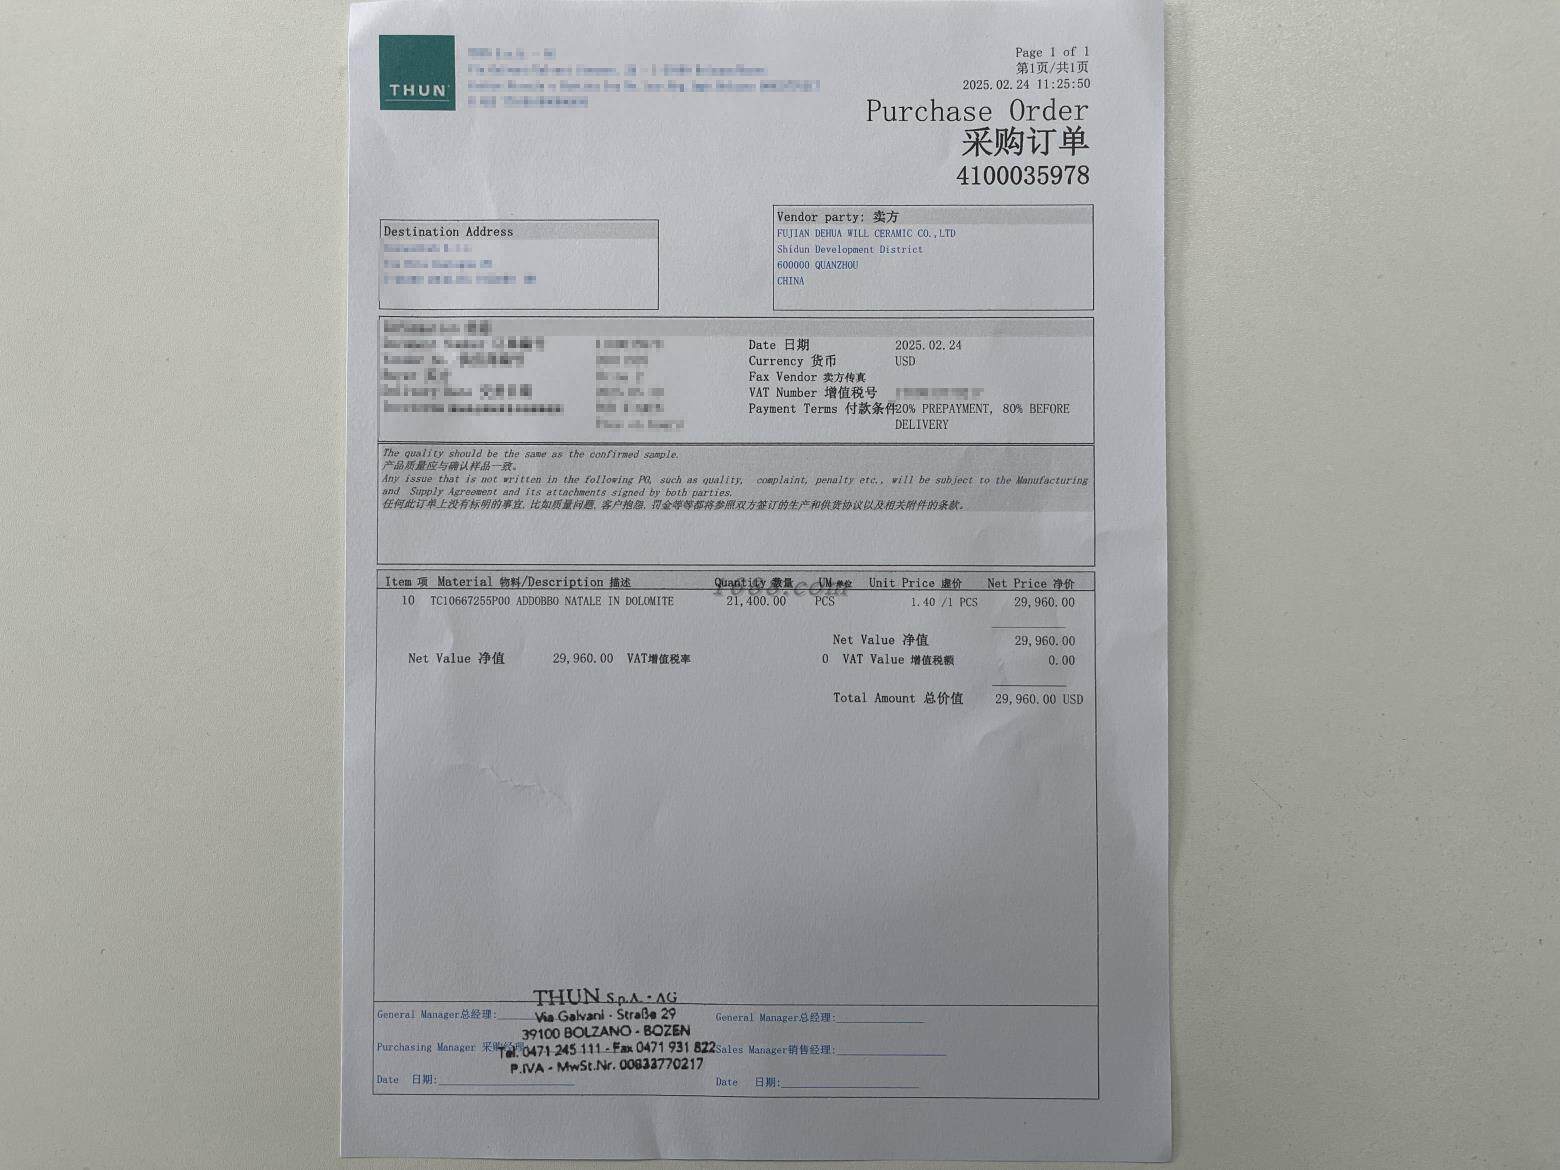 THUN
Page 1 of 1
第1页/共1页
2025.02.24 11:25:50
Purchase Order
采购订单
4100035978
Destination Address
Vendor party: 卖方
FUJIAN DEHUA WILL CERAMIC CO.,LTD
Shidun Development District
600000 QUANZHOU
CHINA
Date 日期 2025.02.24
Currency 货币 USD
Fax Vendor 卖方传真
VAT Number 增值税号
Payment Terms 付款条件20% PREPAYMENT, 80% BEFORE
DELIVERY
The quality should be the same as the confirmed sample.
产品质量应与确认样品一致。
Any issue that is not written in the following PO, such as quality, complaint, penalty etc., will be subject to the Manufacturing
and Supply Agreement and its attachments signed by both parties.
任何此订单上没有标明的事宜, 比如质量问题, 客户抱怨, 罚金等等都将参照双方签订的生产和供货协议以及相关附件的条款。
Item 项 Material 物料/Description 描述 Quantity 数量 UM 单位 Unit Price 虚价 Net Price 净价
1688.com
10 TC10667255P00 ADDOBBO NATALE IN DOLOMITE 21,400.00 PCS 1.40 /1 PCS 29,960.00
Net Value 净值 29,960.00
Net Value 净值 29,960.00 VAT增值税率 0 VAT Value 增值税额 0.00
Total Amount 总价值 29,960.00 USD
THUN S.p.A. - AG
Via Galvani - Straße 29
39100 BOLZANO - BOZEN
Tel. 0471 245 111 - Fax 0471 931 822
P.IVA - MwSt.Nr. 00833770217
General Manager总经理:
Purchasing Manager 采购经理
Date 日期:
General Manager总经理:
Sales Manager销售经理:
Date 日期: